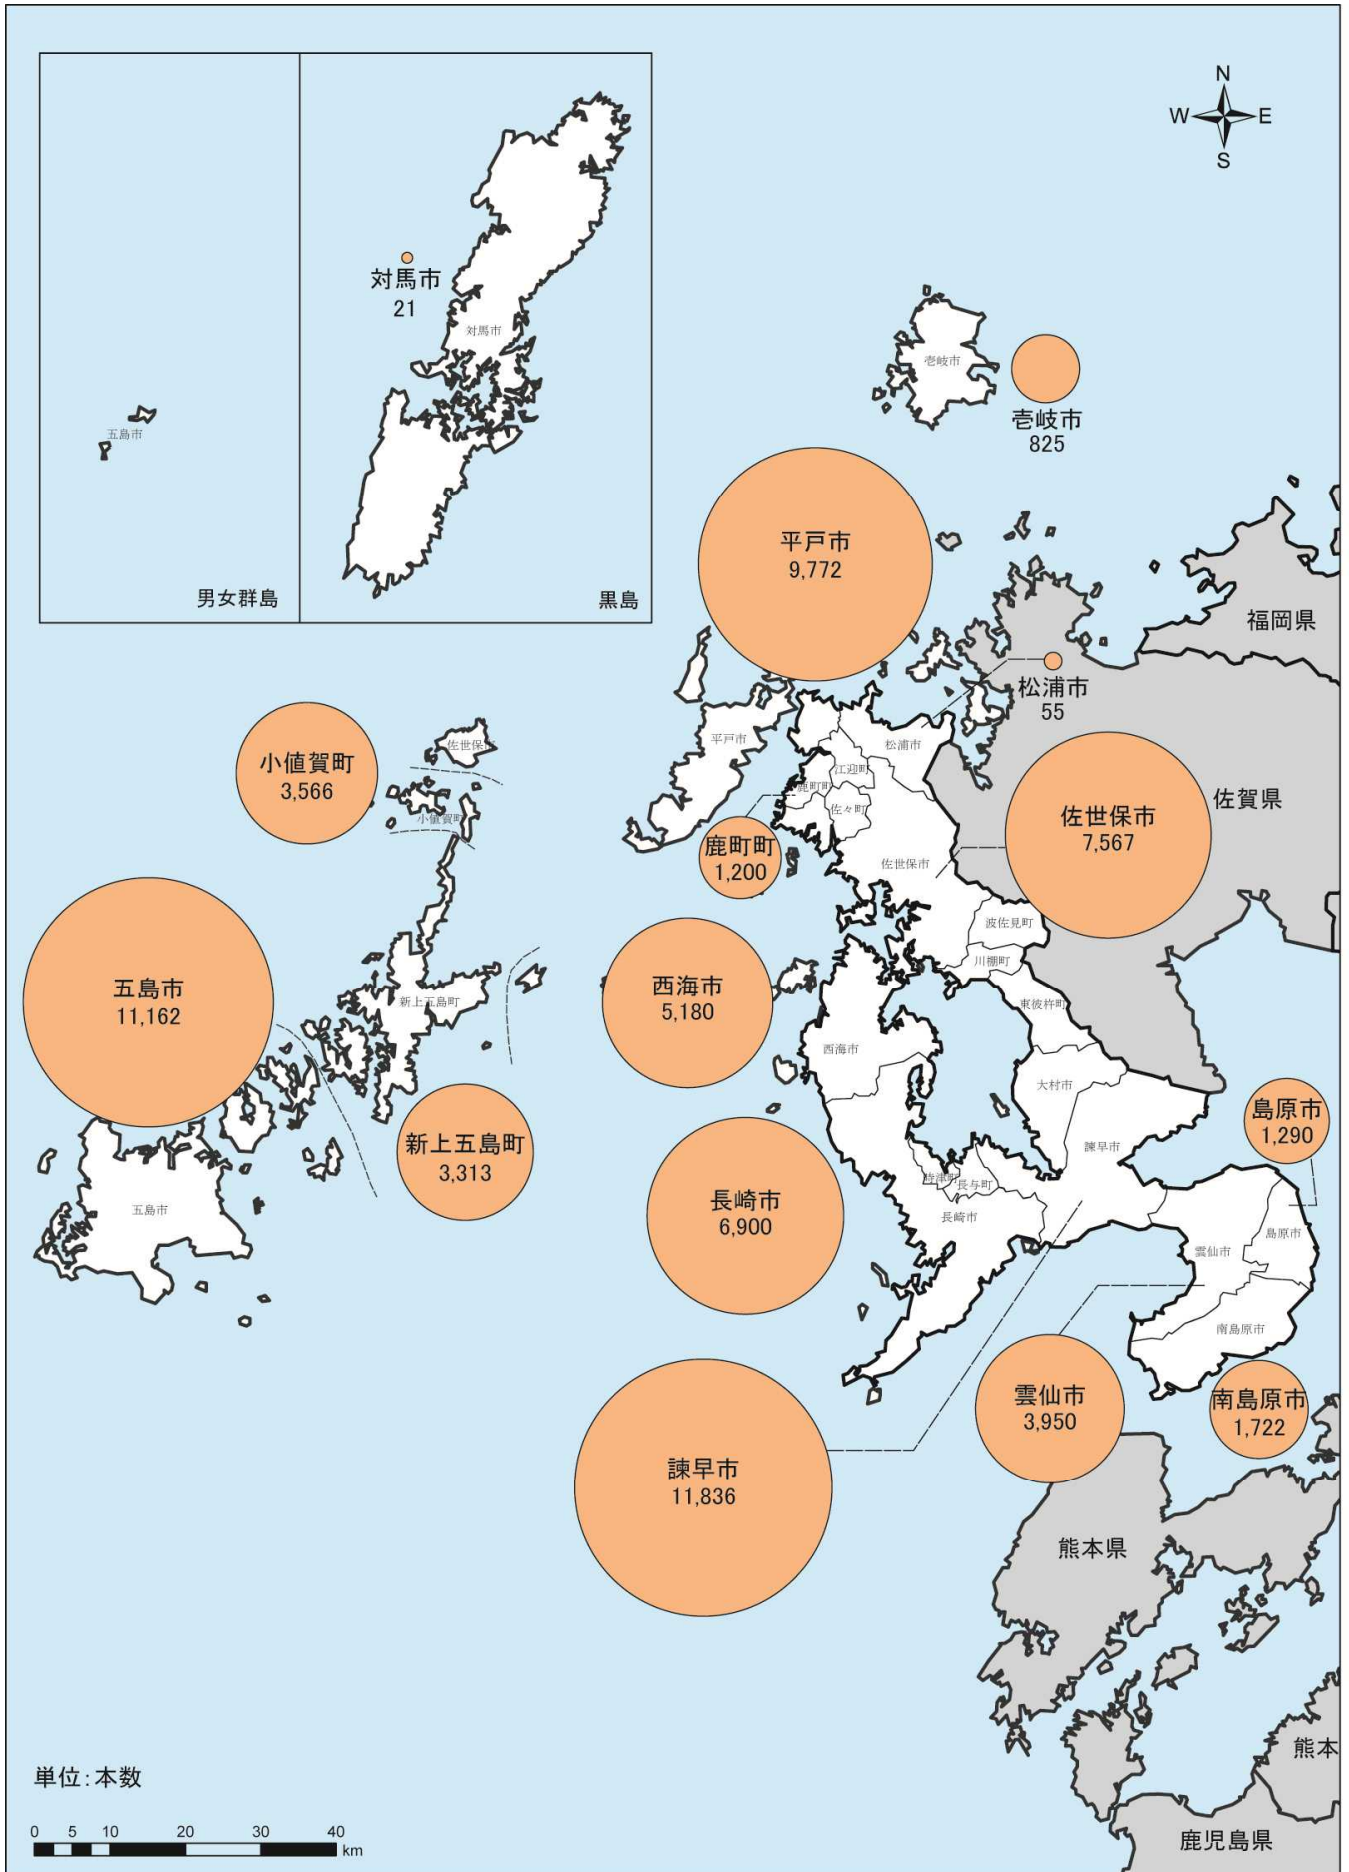 N
W E
S
対馬市
21
対馬市
五島市
男女群島
黒島
壱岐市
壱岐市
825
平戸市
9,772
福岡県
松浦市
55
平戸市
松浦市
江迎町
鹿町町
佐々町
佐世保市
小値賀町
3,566
佐世保市
小値賀町
佐世保市
7,567
佐賀県
鹿町町
1,200
波佐見町
川棚町
東彼杵町
五島市
11,162
新上五島町
西海市
5,180
西海市
大村市
諫早市
島原市
1,290
新上五島町
3,313
五島市
長崎市
6,900
時津町
長与町
長崎市
雲仙市
島原市
南島原市
諫早市
11,836
雲仙市
3,950
南島原市
1,722
熊本県
熊本
鹿児島県
単位:本数
0 5 10 20 30 40
km